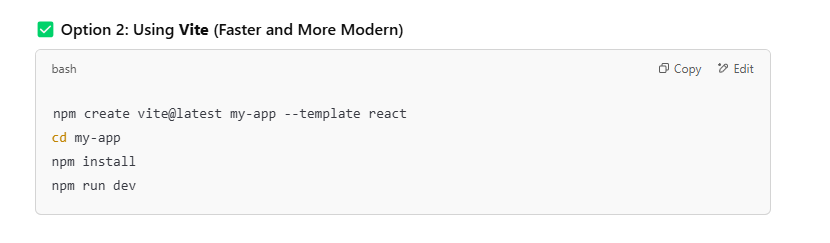 ✅ Option 2: Using Vite (Faster and More Modern)
bash
Copy
Edit
npm create vite@latest my-app --template react
cd my-app
npm install
npm run dev